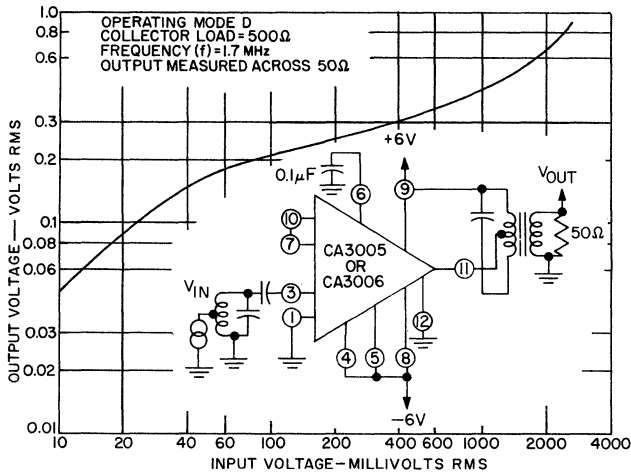 OPERATING MODE D
COLLECTOR LOAD=500Ω
FREQUENCY (f)=1.7 MHz
OUTPUT MEASURED ACROSS 50Ω
OUTPUT VOLTAGE—VOLTS RMS
1.0
0.8
0.6
0.3
0.2
0.1
0.08
0.06
0.03
0.02
0.01
+6V
0.1µF
6
9
VOUT
50Ω
10
7
CA3005
OR
CA3006
11
VIN
3
1
12
4
5
8
−6V
10 20 40 60 100 200 400 600 1000 2000 4000
INPUT VOLTAGE—MILLIVOLTS RMS